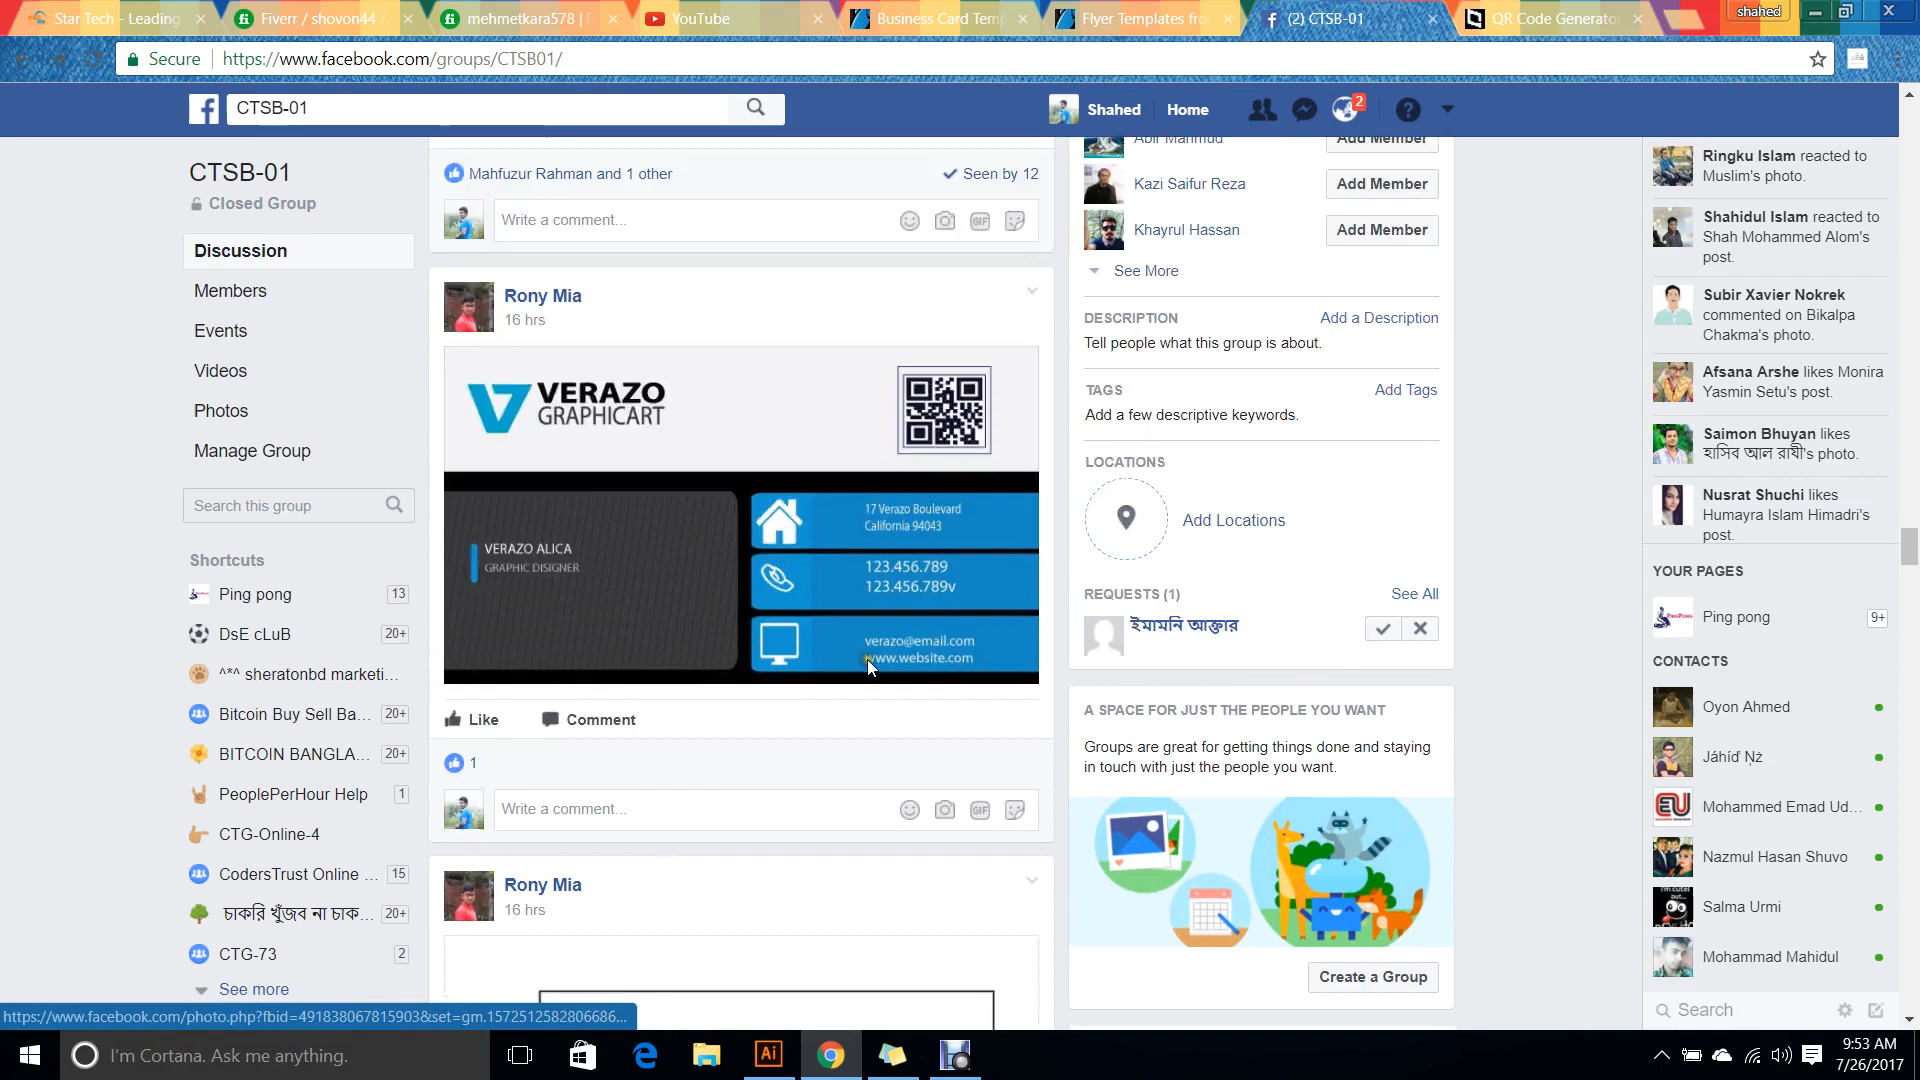 Star Tech - Leading
Fiverr / shovon44 /
mehmetkara578 | F
YouTube
Business Card Temp
Flyer Templates fro
(2) CTSB-01
QR Code Generato
shahed
Secure
https://www.facebook.com/groups/CTSB01/
CTSB-01
Shahed
Home
2
CTSB-01
Closed Group
Discussion
Members
Events
Videos
Photos
Manage Group
Search this group
Shortcuts
Ping pong 13
DsE cLuB 20+
^*^ sheratonbd marketi...
Bitcoin Buy Sell Ba... 20+
BITCOIN BANGLA... 20+
PeoplePerHour Help 1
CTG-Online-4
CodersTrust Online ... 15
চাকরি খুঁজব না চাক... 20+
CTG-73 2
See more
Mahfuzur Rahman and 1 other
Seen by 12
Write a comment...
GIF
Rony Mia
16 hrs
VERAZO
GRAPHICART
VERAZO ALICA
GRAPHIC DISIGNER
17 Verazo Boulevard
California 94043
123.456.789
123.456.789v
verazo@email.com
www.website.com
Like
Comment
1
Write a comment...
GIF
Rony Mia
16 hrs
Abir Mahmud
Add Member
Kazi Saifur Reza
Add Member
Khayrul Hassan
Add Member
See More
DESCRIPTION
Add a Description
Tell people what this group is about.
TAGS
Add Tags
Add a few descriptive keywords.
LOCATIONS
Add Locations
REQUESTS (1)
See All
ইমামনি আক্তার
A SPACE FOR JUST THE PEOPLE YOU WANT
Groups are great for getting things done and staying
in touch with just the people you want.
Create a Group
Ringku Islam reacted to
Muslim's photo.
Shahidul Islam reacted to
Shah Mohammed Alom's
post.
Subir Xavier Nokrek
commented on Bikalpa
Chakma's photo.
Afsana Arshe likes Monira
Yasmin Setu's post.
Saimon Bhuyan likes
হাসিব আল রাযী's photo.
Nusrat Shuchi likes
Humayra Islam Himadri's
post.
YOUR PAGES
Ping pong 9+
CONTACTS
Oyon Ahmed
Jáhíď Ņż
Mohammed Emad Ud...
Nazmul Hasan Shuvo
Salma Urmi
Mohammad Mahidul
Search
https://www.facebook.com/photo.php?fbid=491838067815903&set=gm.1572512582806686...
I'm Cortana. Ask me anything.
Ai
9:53 AM
7/26/2017